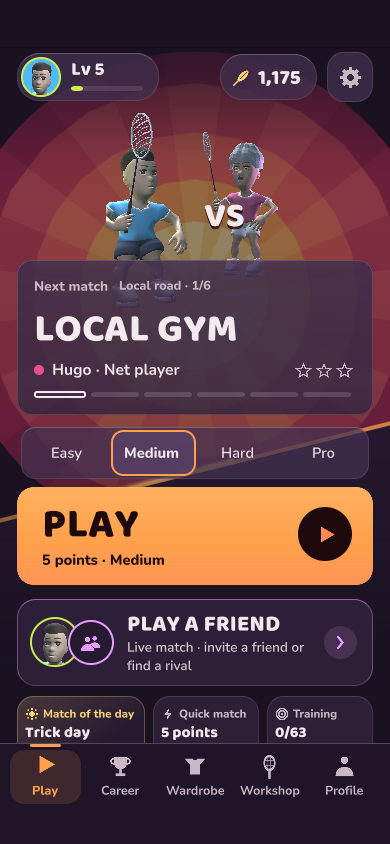 Lv 5
1,175
VS
Next match Local road · 1/6
LOCAL GYM
Hugo · Net player
Easy Medium Hard Pro
PLAY
5 points · Medium
PLAY A FRIEND
Live match · invite a friend or
find a rival
Match of the day
Trick day
Quick match
5 points
Training
0/63
Play Career Wardrobe Workshop Profile